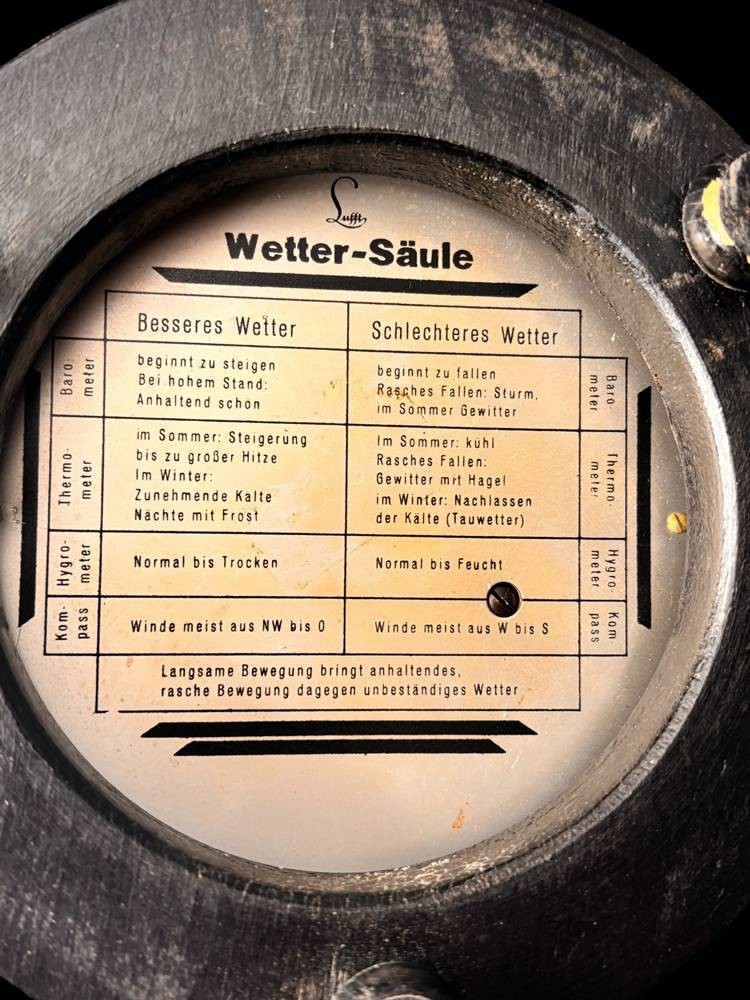 Lufft
Wetter-Säule
Besseres Wetter
Schlechteres Wetter
Baro-
meter
beginnt zu steigen
Bei hohem Stand:
Anhaltend schön
beginnt zu fallen
Rasches Fallen: Sturm,
im Sommer Gewitter
Baro-
meter
Thermo-
meter
im Sommer: Steigerung
bis zu großer Hitze
Im Winter:
Zunehmende Kälte
Nächte mit Frost
Im Sommer: kühl
Rasches Fallen:
Gewitter mit Hagel
im Winter: Nachlassen
der Kälte (Tauwetter)
Thermo-
meter
Hygro-
meter
Normal bis Trocken
Normal bis Feucht
Hygro-
meter
Kom-
pass
Winde meist aus NW bis O
Winde meist aus W bis S
Kom-
pass
Langsame Bewegung bringt anhaltendes,
rasche Bewegung dagegen unbeständiges Wetter